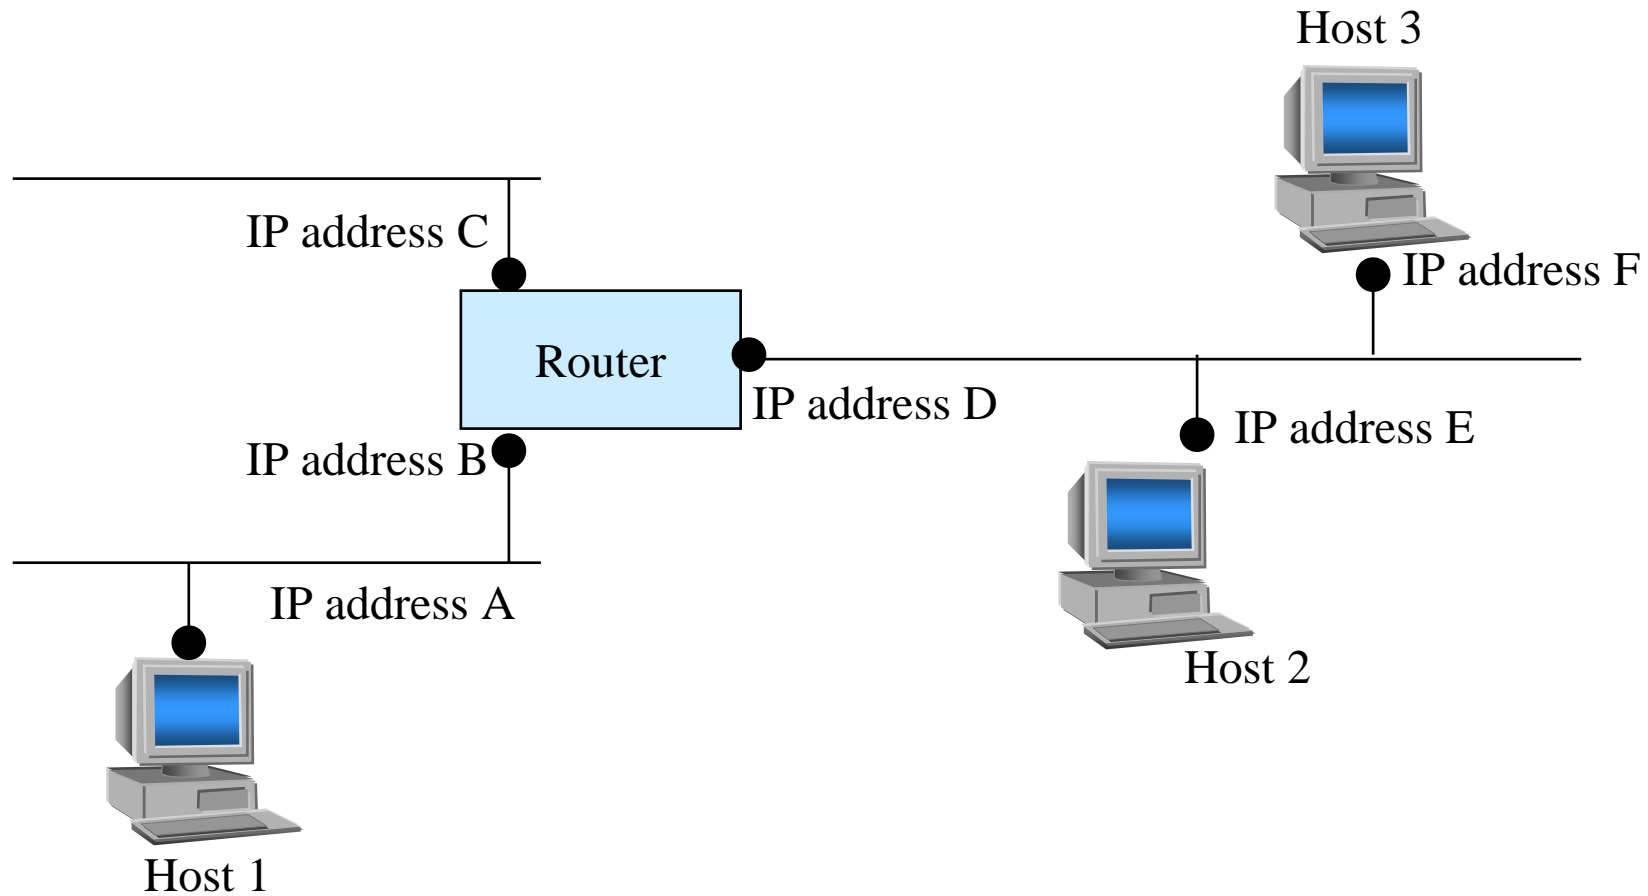 Host 3
IP address C
IP address F
Router
IP address D
IP address E
IP address B
IP address A
Host 2
Host 1